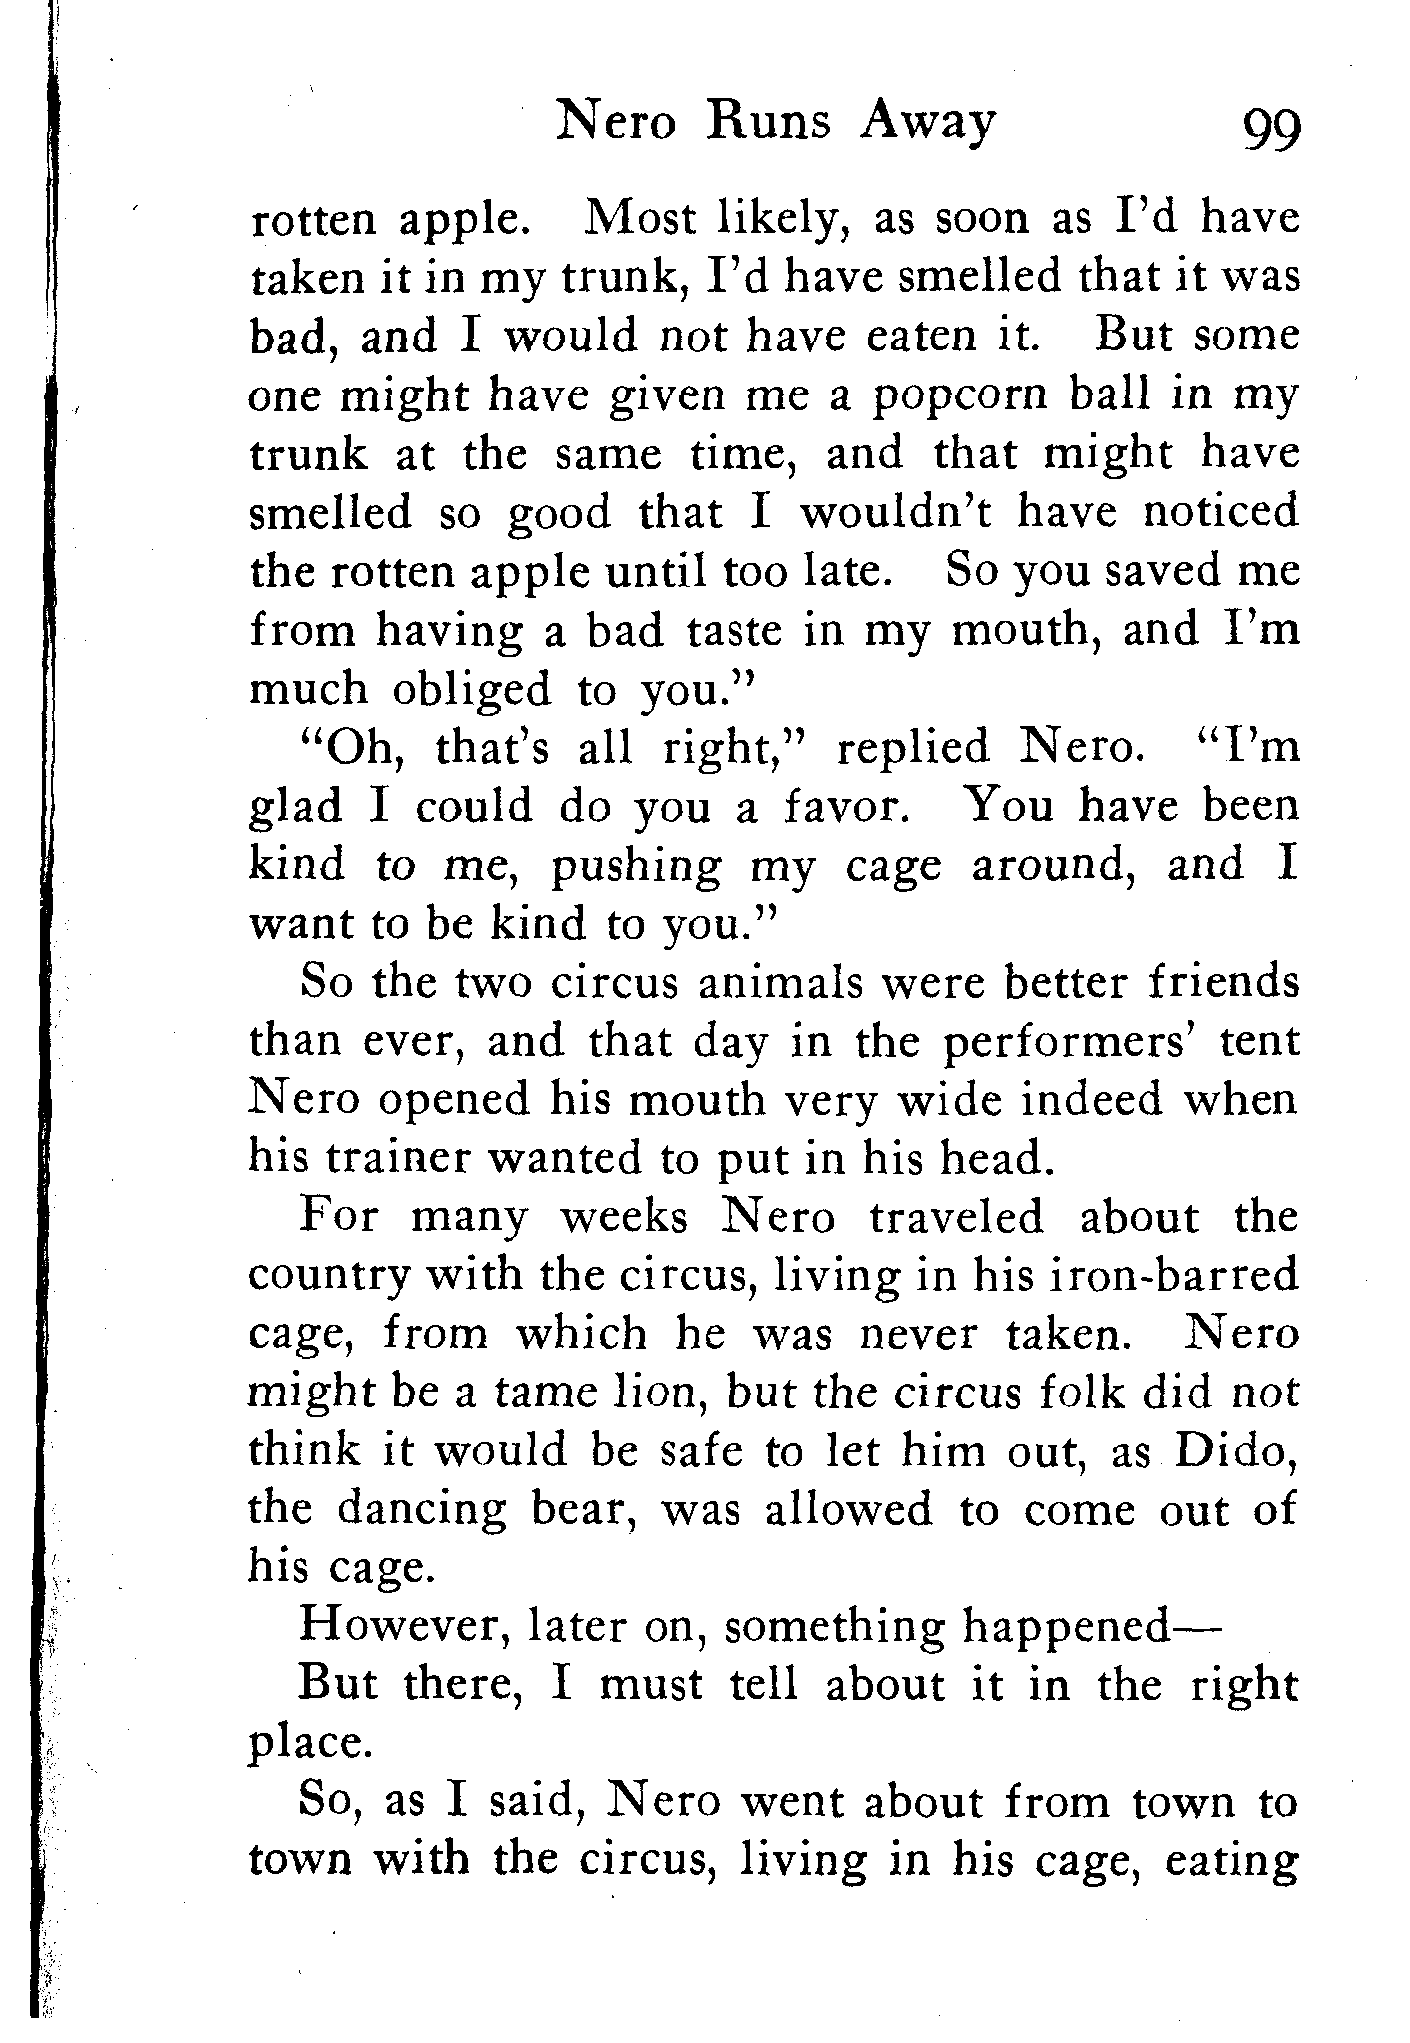 Nero Runs Away 99
rotten apple. Most likely, as soon as I'd have
taken it in my trunk, I'd have smelled that it was
bad, and I would not have eaten it. But some
one might have given me a popcorn ball in my
trunk at the same time, and that might have
smelled so good that I wouldn't have noticed
the rotten apple until too late. So you saved me
from having a bad taste in my mouth, and I'm
much obliged to you."
"Oh, that's all right," replied Nero. "I'm
glad I could do you a favor. You have been
kind to me, pushing my cage around, and I
want to be kind to you."
So the two circus animals were better friends
than ever, and that day in the performers' tent
Nero opened his mouth very wide indeed when
his trainer wanted to put in his head.
For many weeks Nero traveled about the
country with the circus, living in his iron-barred
cage, from which he was never taken. Nero
might be a tame lion, but the circus folk did not
think it would be safe to let him out, as Dido,
the dancing bear, was allowed to come out of
his cage.
However, later on, something happened—
But there, I must tell about it in the right
place.
So, as I said, Nero went about from town to
town with the circus, living in his cage, eating